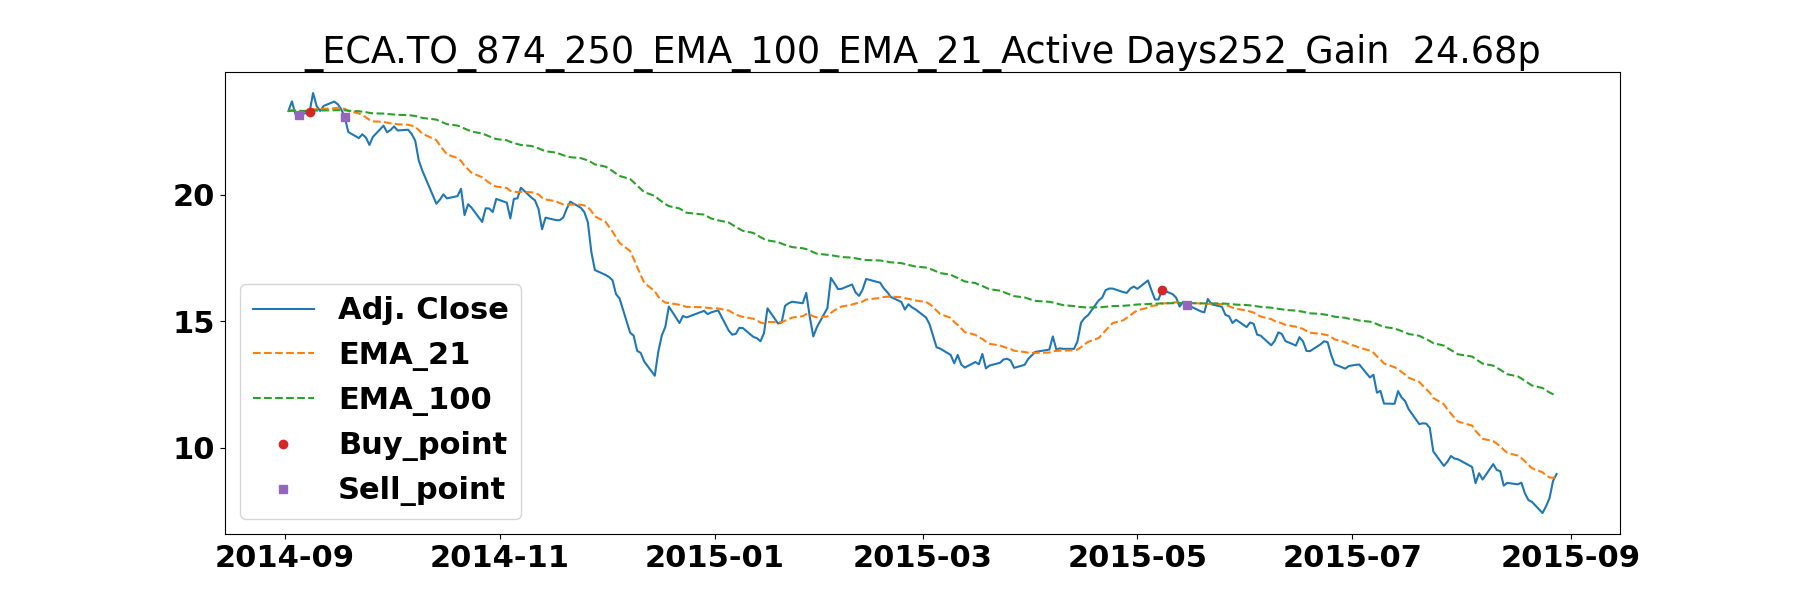 _ECA.TO_874_250_EMA_100_EMA_21_Active Days252_Gain  24.68p
20
15
10
Adj. Close
EMA_21
EMA_100
Buy_point
Sell_point
2014-09 2014-11 2015-01 2015-03 2015-05 2015-07 2015-09